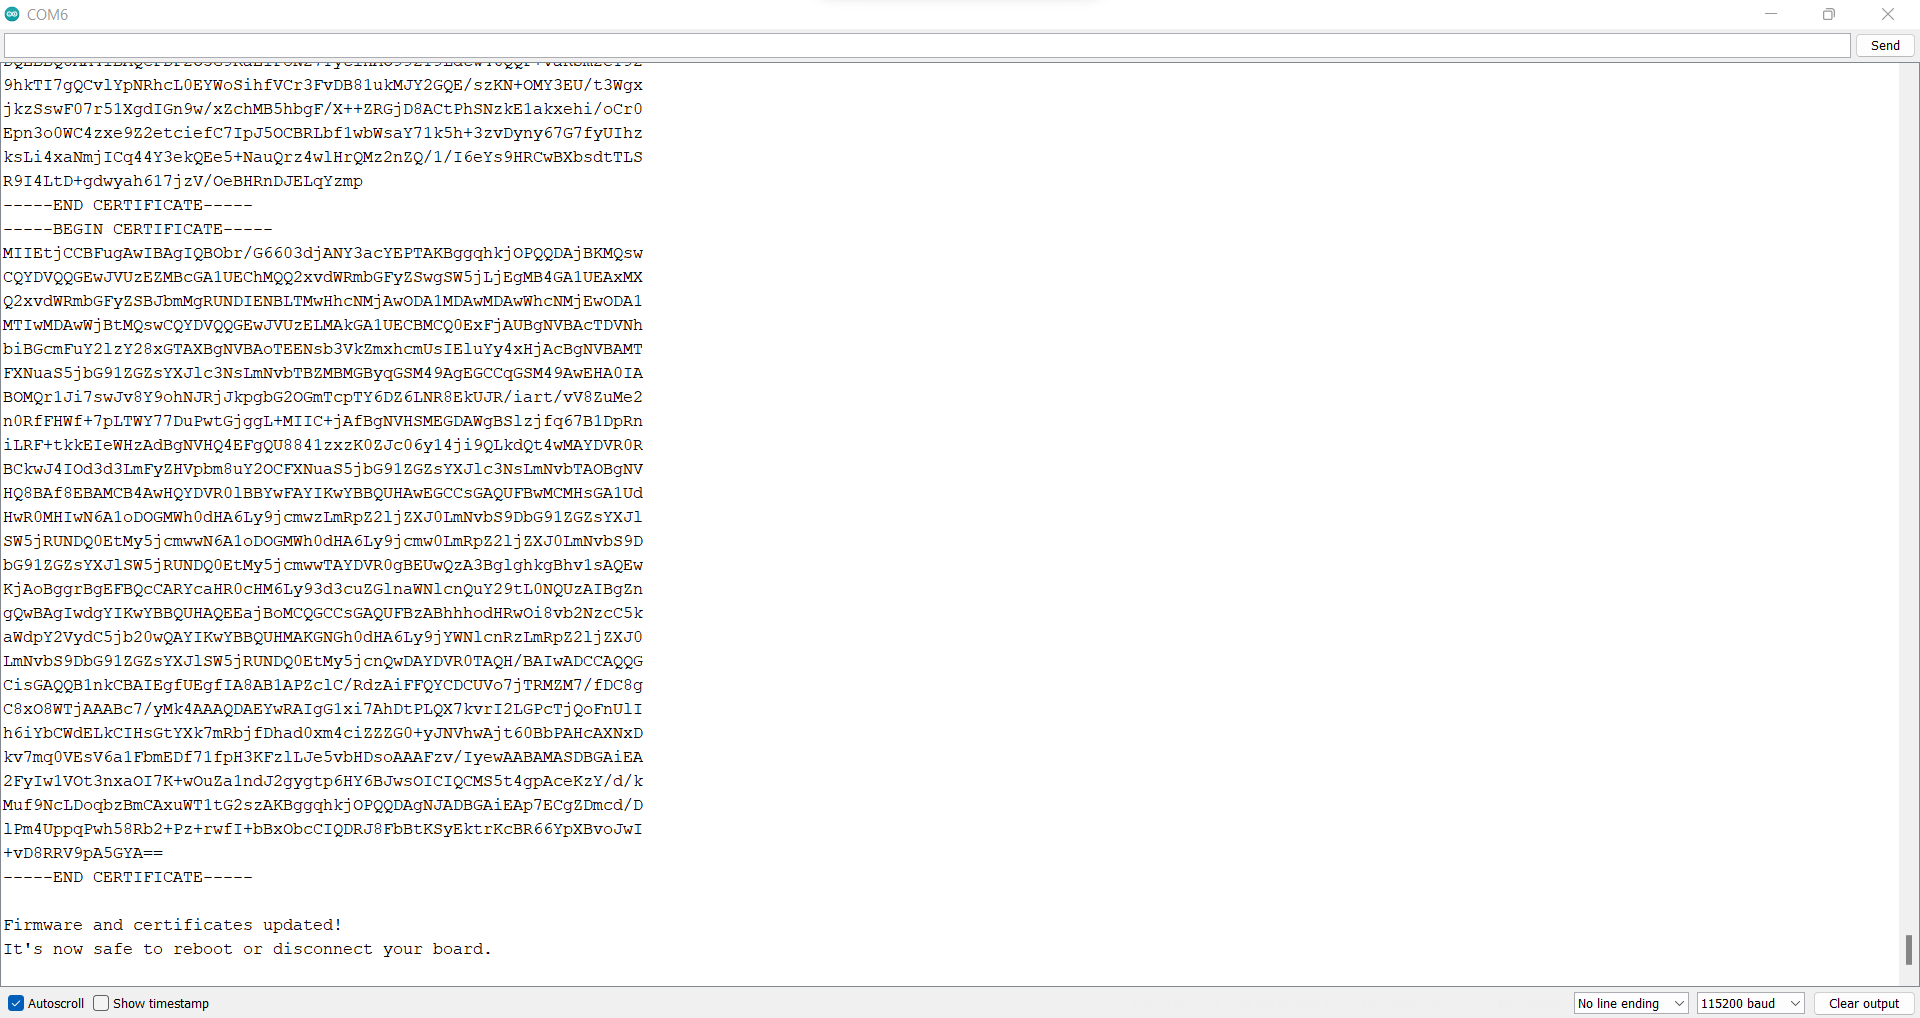 COM6
Send
9hkTI7gQCvlYpNRhcL0EYWoSihfVCr3FvDB81ukMJY2GQE/szKN+OMY3EU/t3Wgx
jkzSswF07r51XgdIGn9w/xZchMB5hbgF/X++ZRGjD8ACtPhSNzkE1akxehi/oCr0
Epn3o0WC4zxe9Z2etciefC7IpJ5OCBRLbf1wbWsaY71k5h+3zvDyny67G7fyUIhz
ksLi4xaNmjICq44Y3ekQEe5+NauQrz4wlHrQMz2nZQ/1/I6eYs9HRCwBXbsdtTLS
R9I4LtD+gdwyah617jzV/OeBHRnDJELqYzmp
-----END CERTIFICATE-----
-----BEGIN CERTIFICATE-----
MIIEtjCCBFugAwIBAgIQBObr/G6603djANY3acYEPTAKBggqhkjOPQQDAjBKMQsw
CQYDVQQGEwJVUzEZMBcGA1UEChMQQ2xvdWRmbGFyZSwgSW5jLjEgMB4GA1UEAxMX
Q2xvdWRmbGFyZSBJbmMgRUNDIENBLTMwHhcNMjAwODA1MDAwMDAwWhcNMjEwODA1
MTIwMDAwWjBtMQswCQYDVQQGEwJVUzELMAkGA1UECBMCQ0ExFjAUBgNVBAcTDVNh
biBGcmFuY2lzY28xGTAXBgNVBAoTEENsb3VkZmxhcmUsIEluYy4xHjAcBgNVBAMT
FXNuaS5jbG91ZGZsYXJlc3NsLmNvbTBZMBMGByqGSM49AgEGCCqGSM49AwEHA0IA
BOMQr1Ji7swJv8Y9ohNJRjJkpgbG2OGmTcpTY6DZ6LNR8EkUJR/iart/vV8ZuMe2
n0RfFHWf+7pLTWY77DuPwtGjggL+MIIC+jAfBgNVHSMEGDAWgBSlzjfq67B1DpRn
iLRF+tkkEIeWHzAdBgNVHQ4EFgQU8841zxzK0ZJc06y14ji9QLkdQt4wMAYDVR0R
BCkwJ4IOd3d3LmFyZHVpbm8uY2OCFXNuaS5jbG91ZGZsYXJlc3NsLmNvbTAOBgNV
HQ8BAf8EBAMCB4AwHQYDVR0lBBYwFAYIKwYBBQUHAwEGCCsGAQUFBwMCMHsGA1Ud
HwR0MHIwN6A1oDOGMWh0dHA6Ly9jcmwzLmRpZ2ljZXJ0LmNvbS9DbG91ZGZsYXJl
SW5jRUNDQ0EtMy5jcmwwN6A1oDOGMWh0dHA6Ly9jcmw0LmRpZ2ljZXJ0LmNvbS9D
bG91ZGZsYXJlSW5jRUNDQ0EtMy5jcmwwTAYDVR0gBEUwQzA3BglghkgBhv1sAQEw
KjAoBggrBgEFBQcCARYcaHR0cHM6Ly93d3cuZGlnaWNlcnQuY29tL0NQUzAIBgZn
gQwBAgIwdgYIKwYBBQUHAQEEajBoMCQGCCsGAQUFBzABhhhodHRwOi8vb2NzcC5k
aWdpY2VydC5jb20wQAYIKwYBBQUHMAKGNGh0dHA6Ly9jYWNlcnRzLmRpZ2ljZXJ0
LmNvbS9DbG91ZGZsYXJlSW5jRUNDQ0EtMy5jcnQwDAYDVR0TAQH/BAIwADCCAQQG
CisGAQQB1nkCBAIEgfUEgfIA8AB1APZclC/RdzAiFFQYCDCUVo7jTRMZM7/fDC8g
C8xO8WTjAAABc7/yMk4AAAQDAEYwRAIgG1xi7AhDtPLQX7kvrI2LGPcTjQoFnUlI
h6iYbCWdELkCIHsGtYXk7mRbjfDhad0xm4ciZZZG0+yJNVhwAjt60BbPAHcAXNxD
kv7mq0VEsV6a1FbmEDf71fpH3KFzlLJe5vbHDsoAAAFzv/IyewAABAMASDBGAiEA
2FyIw1VOt3nxaOI7K+wOuZa1ndJ2gygtp6HY6BJwsOICIQCMS5t4gpAceKzY/d/k
Muf9NcLDoqbzBmCAxuWT1tG2szAKBggqhkjOPQQDAgNJADBGAiEAp7ECgZDmcd/D
lPm4UppqPwh58Rb2+Pz+rwfI+bBxObcCIQDRJ8FbBtKSyEktrKcBR66YpXBvoJwI
+vD8RRV9pA5GYA==
-----END CERTIFICATE-----
Firmware and certificates updated!
It's now safe to reboot or disconnect your board.
Autoscroll
Show timestamp
No line ending
115200 baud
Clear output